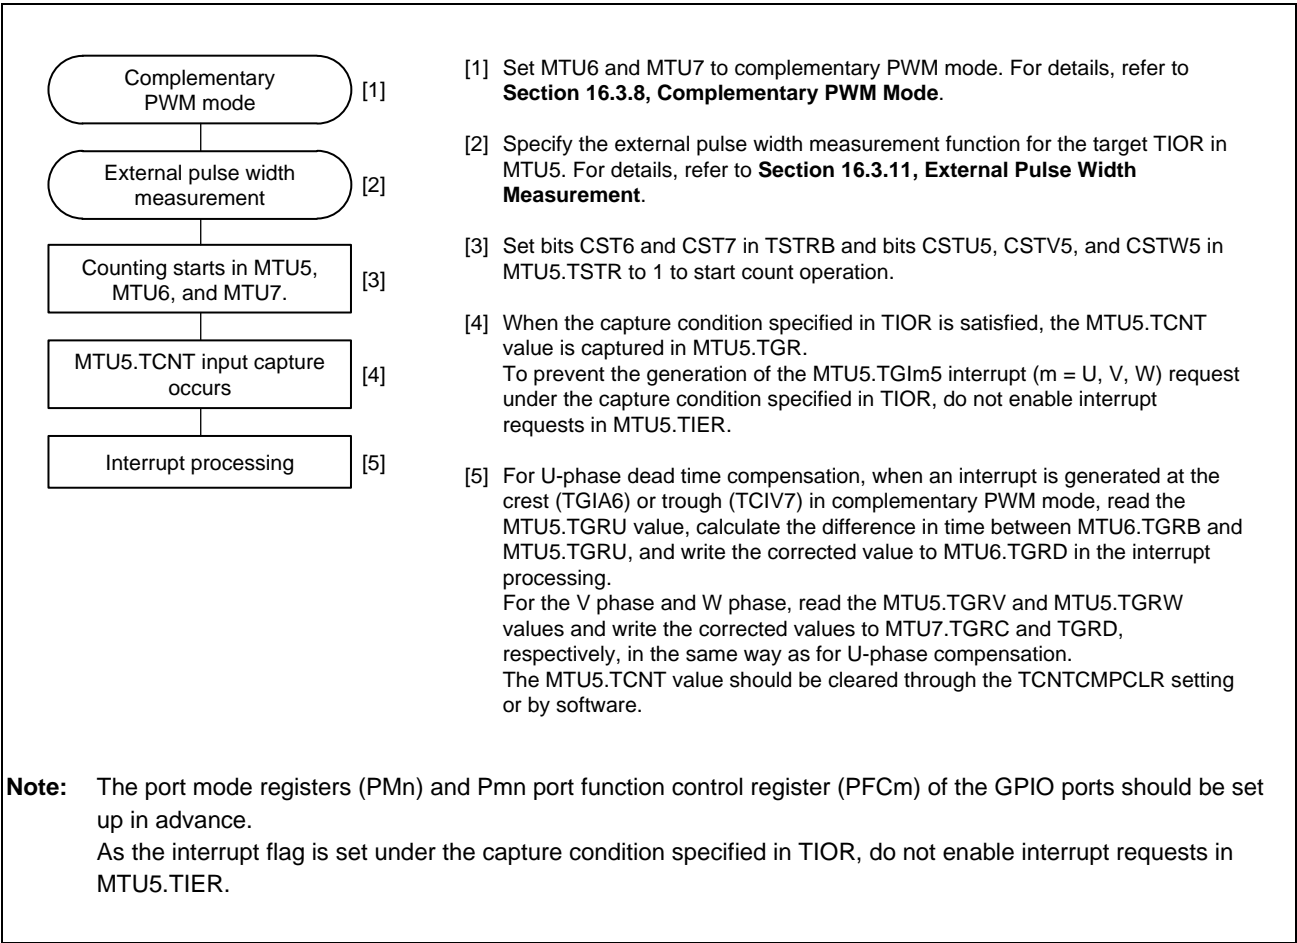 Complementary
PWM mode
[1]
External pulse width
measurement
[2]
Counting starts in MTU5,
MTU6, and MTU7.
[3]
MTU5.TCNT input capture
occurs
[4]
Interrupt processing
[5]
[1] Set MTU6 and MTU7 to complementary PWM mode. For details, refer to
Section 16.3.8, Complementary PWM Mode.
[2] Specify the external pulse width measurement function for the target TIOR in
MTU5. For details, refer to Section 16.3.11, External Pulse Width
Measurement.
[3] Set bits CST6 and CST7 in TSTRB and bits CSTU5, CSTV5, and CSTW5 in
MTU5.TSTR to 1 to start count operation.
[4] When the capture condition specified in TIOR is satisfied, the MTU5.TCNT
value is captured in MTU5.TGR.
To prevent the generation of the MTU5.TGIm5 interrupt (m = U, V, W) request
under the capture condition specified in TIOR, do not enable interrupt
requests in MTU5.TIER.
[5] For U-phase dead time compensation, when an interrupt is generated at the
crest (TGIA6) or trough (TCIV7) in complementary PWM mode, read the
MTU5.TGRU value, calculate the difference in time between MTU6.TGRB and
MTU5.TGRU, and write the corrected value to MTU6.TGRD in the interrupt
processing.
For the V phase and W phase, read the MTU5.TGRV and MTU5.TGRW
values and write the corrected values to MTU7.TGRC and TGRD,
respectively, in the same way as for U-phase compensation.
The MTU5.TCNT value should be cleared through the TCNTCMPCLR setting
or by software.
Note: The port mode registers (PMn) and Pmn port function control register (PFCm) of the GPIO ports should be set
up in advance.
As the interrupt flag is set under the capture condition specified in TIOR, do not enable interrupt requests in
MTU5.TIER.